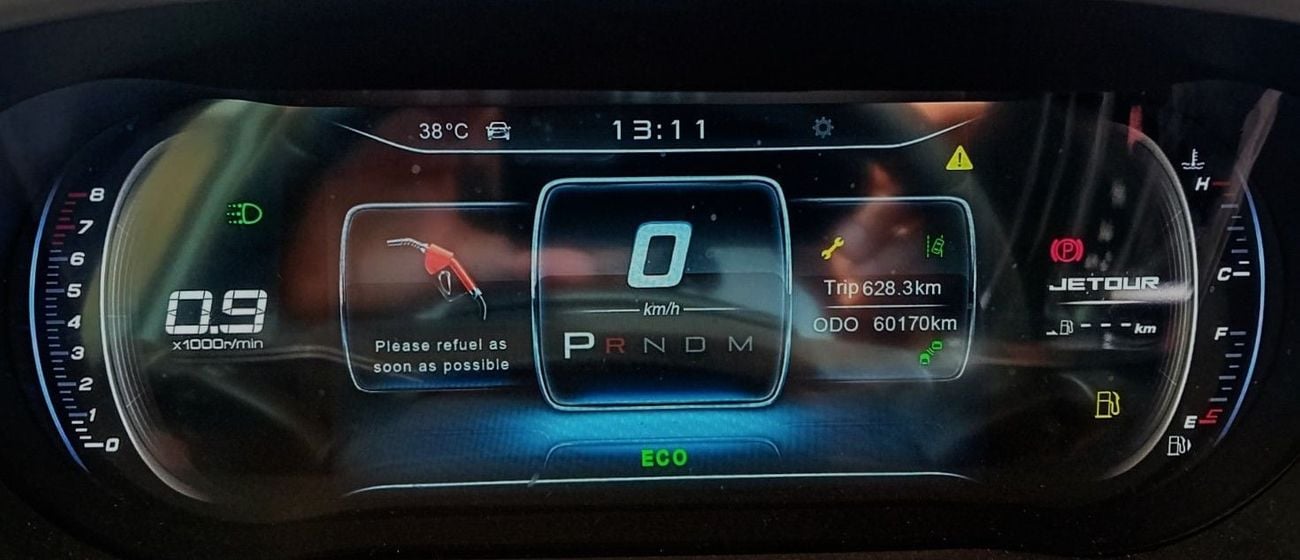 38°C
13:11
8
7
6
5
4
3
2
1
0
0.9
x1000r/min
Please refuel as
soon as possible
0
km/h
P R N D M
Trip 628.3km
ODO 60170km
ECO
P
JETOUR
---km
H
C
F
E